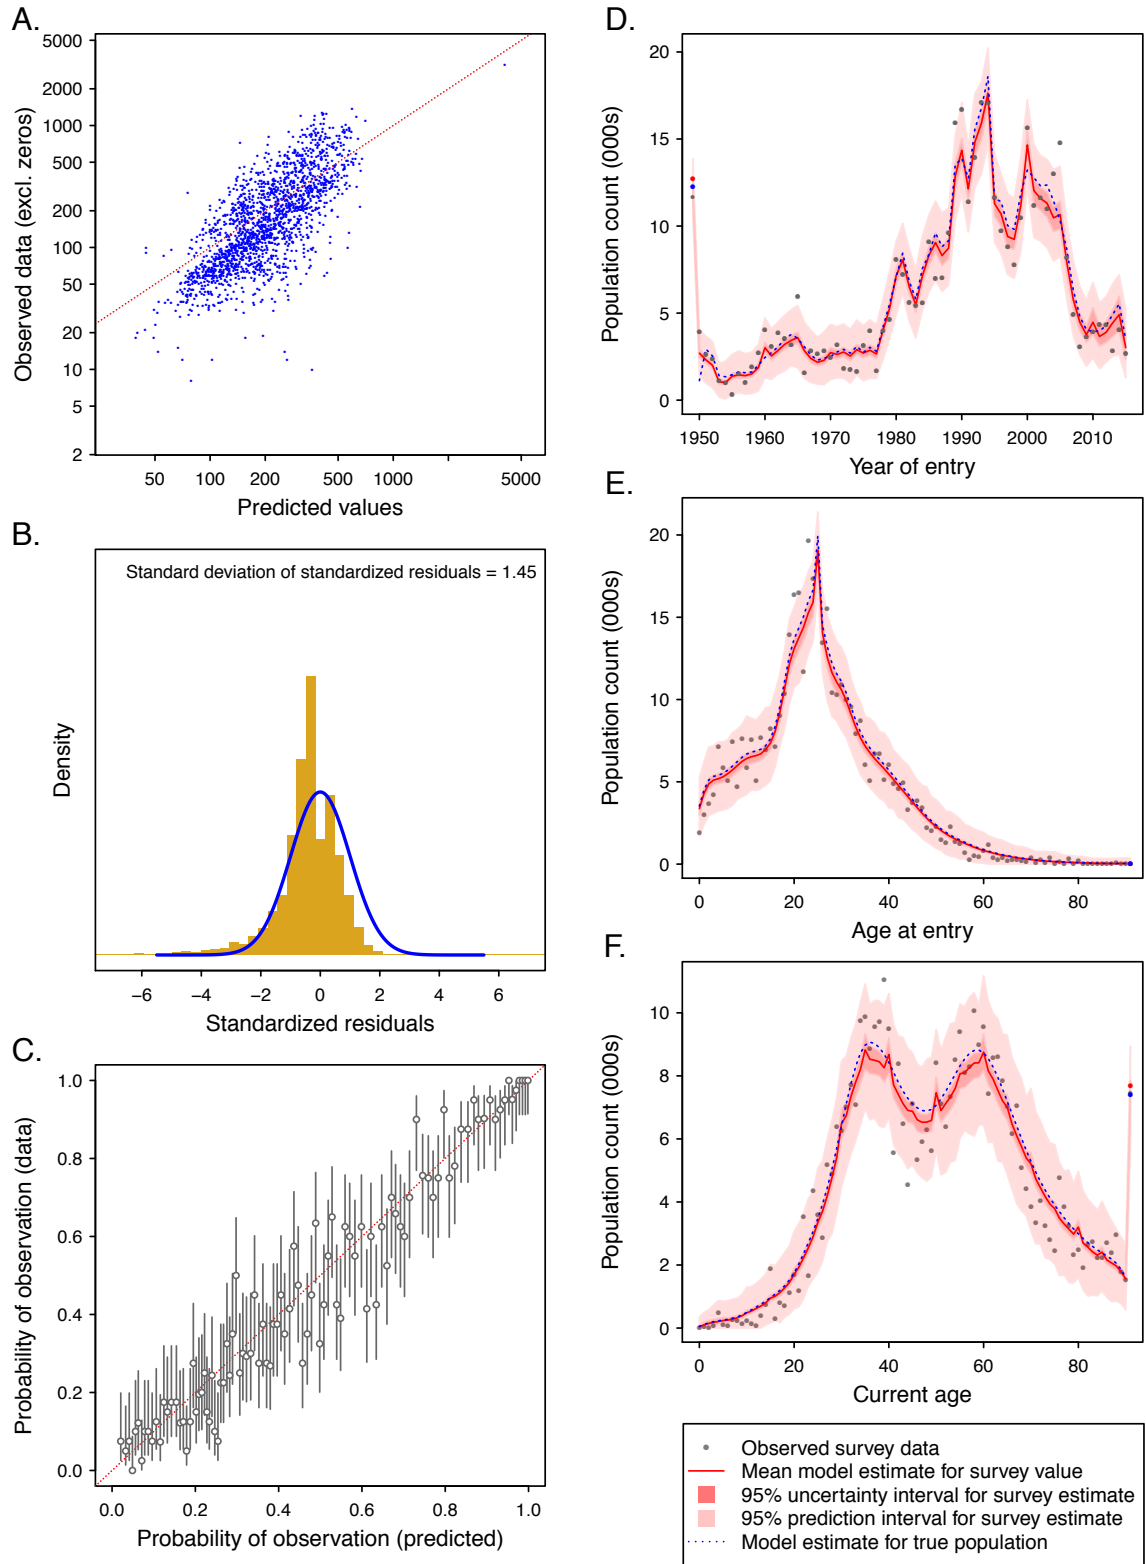 A.
Observed data (excl. zeros)
5000
2000
1000
500
200
100
50
20
10
5
2
50 100 200 500 1000 5000
Predicted values
B.
Standard deviation of standardized residuals = 1.45
Density
−6 −4 −2 0 2 4 6
Standardized residuals
C.
Probability of observation (data)
1.0
0.8
0.6
0.4
0.2
0.0
0.0 0.2 0.4 0.6 0.8 1.0
Probability of observation (predicted)
D.
Population count (000s)
20
15
10
5
0
1950 1960 1970 1980 1990 2000 2010
Year of entry
E.
Population count (000s)
20
15
10
5
0
0 20 40 60 80
Age at entry
F.
Population count (000s)
10
8
6
4
2
0
0 20 40 60 80
Current age
Observed survey data
Mean model estimate for survey value
95% uncertainty interval for survey estimate
95% prediction interval for survey estimate
Model estimate for true population